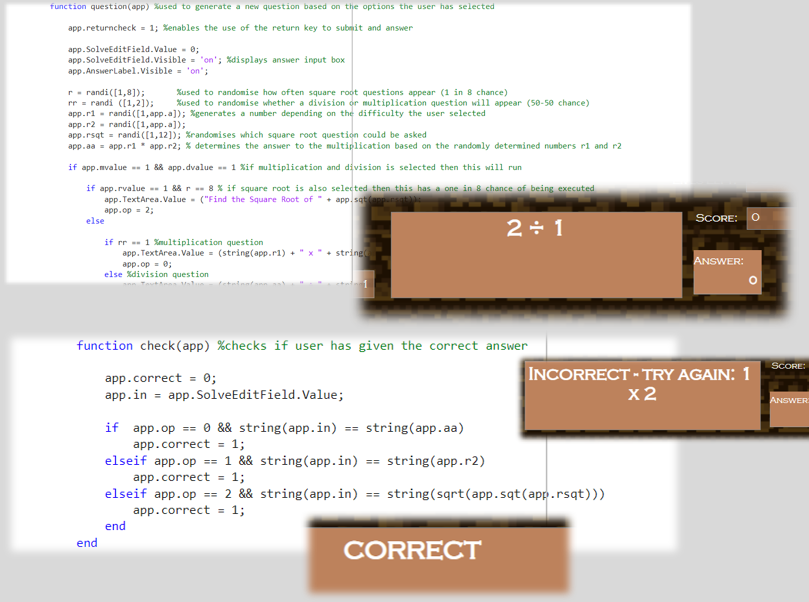 function question(app) %used to generate a new question based on the options the user has selected
app.returncheck = 1; %enables the use of the return key to submit and answer
app.SolveEditField.Value = 0;
app.SolveEditField.Visible = 'on'; %displays answer input box
app.AnswerLabel.Visible = 'on';
r = randi([1,8]); %used to randomise how often square root questions appear (1 in 8 chance)
rr = randi ([1,2]); %used to randomise whether a division or multiplication question will appear (50-50 chance)
app.r1 = randi([1,app.a]); %generates a number depending on the difficulty the user selected
app.r2 = randi([1,app.a]);
app.rsqt = randi([1,12]); %randomises which square root question could be asked
app.aa = app.r1 * app.r2; % determines the answer to the multiplication based on the randomly determined numbers r1 and r2
if app.mvalue == 1 && app.dvalue == 1 %if multiplication and division is selected then this will run
if app.rvalue == 1 && r == 8 % if square root is also selected then this has a one in 8 chance of being executed
app.TextArea.Value = ("Find the Square Root of " + app.sqt(app.rsqt));
app.op = 2;
else
if rr == 1 %multiplication question
app.TextArea.Value = (string(app.r1) + " x " + string(
app.op = 0;
else %division question
2 ÷ 1
SCORE: 0
ANSWER:
0
1
function check(app) %checks if user has given the correct answer
app.correct = 0;
app.in = app.SolveEditField.Value;
if app.op == 0 && string(app.in) == string(app.aa)
app.correct = 1;
elseif app.op == 1 && string(app.in) == string(app.r2)
app.correct = 1;
elseif app.op == 2 && string(app.in) == string(sqrt(app.sqt(app.rsqt)))
app.correct = 1;
end
end
INCORRECT - TRY AGAIN: 1
X 2
SCORE:
ANSWER
CORRECT